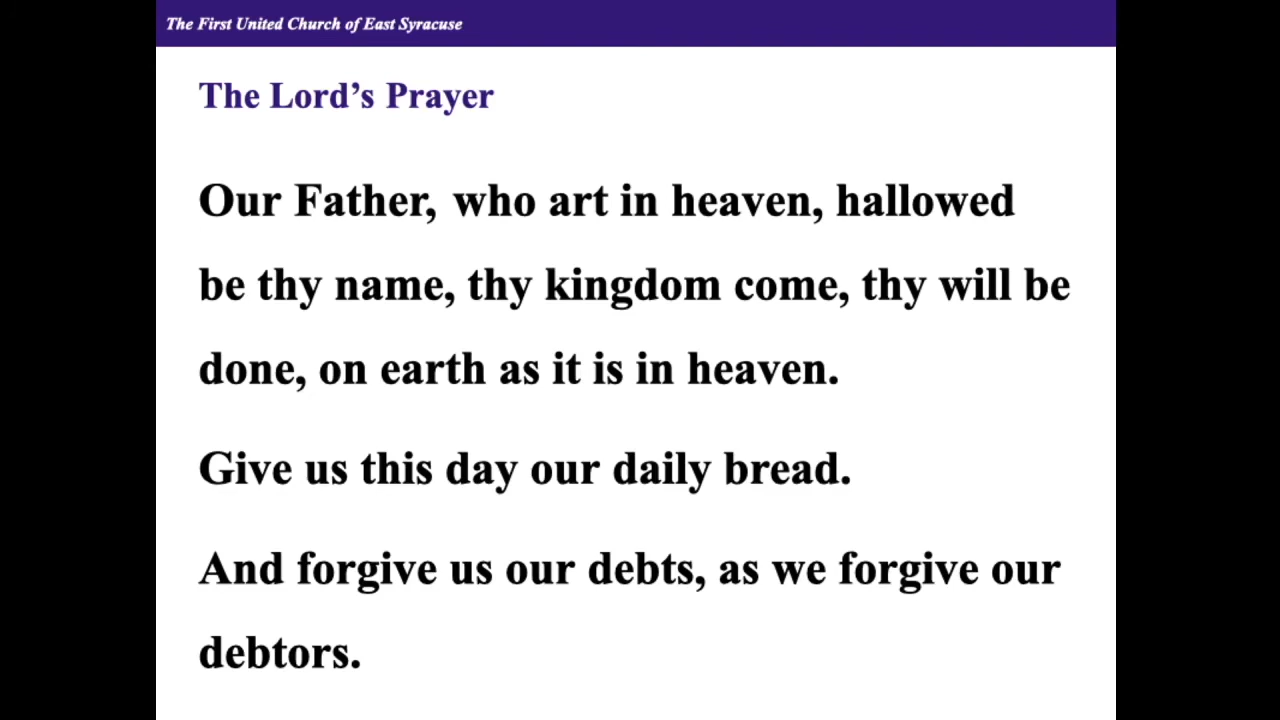 The First United Church of East Syracuse
The Lord’s Prayer
Our Father, who art in heaven, hallowed
be thy name, thy kingdom come, thy will be
done, on earth as it is in heaven.
Give us this day our daily bread.
And forgive us our debts, as we forgive our
debtors.